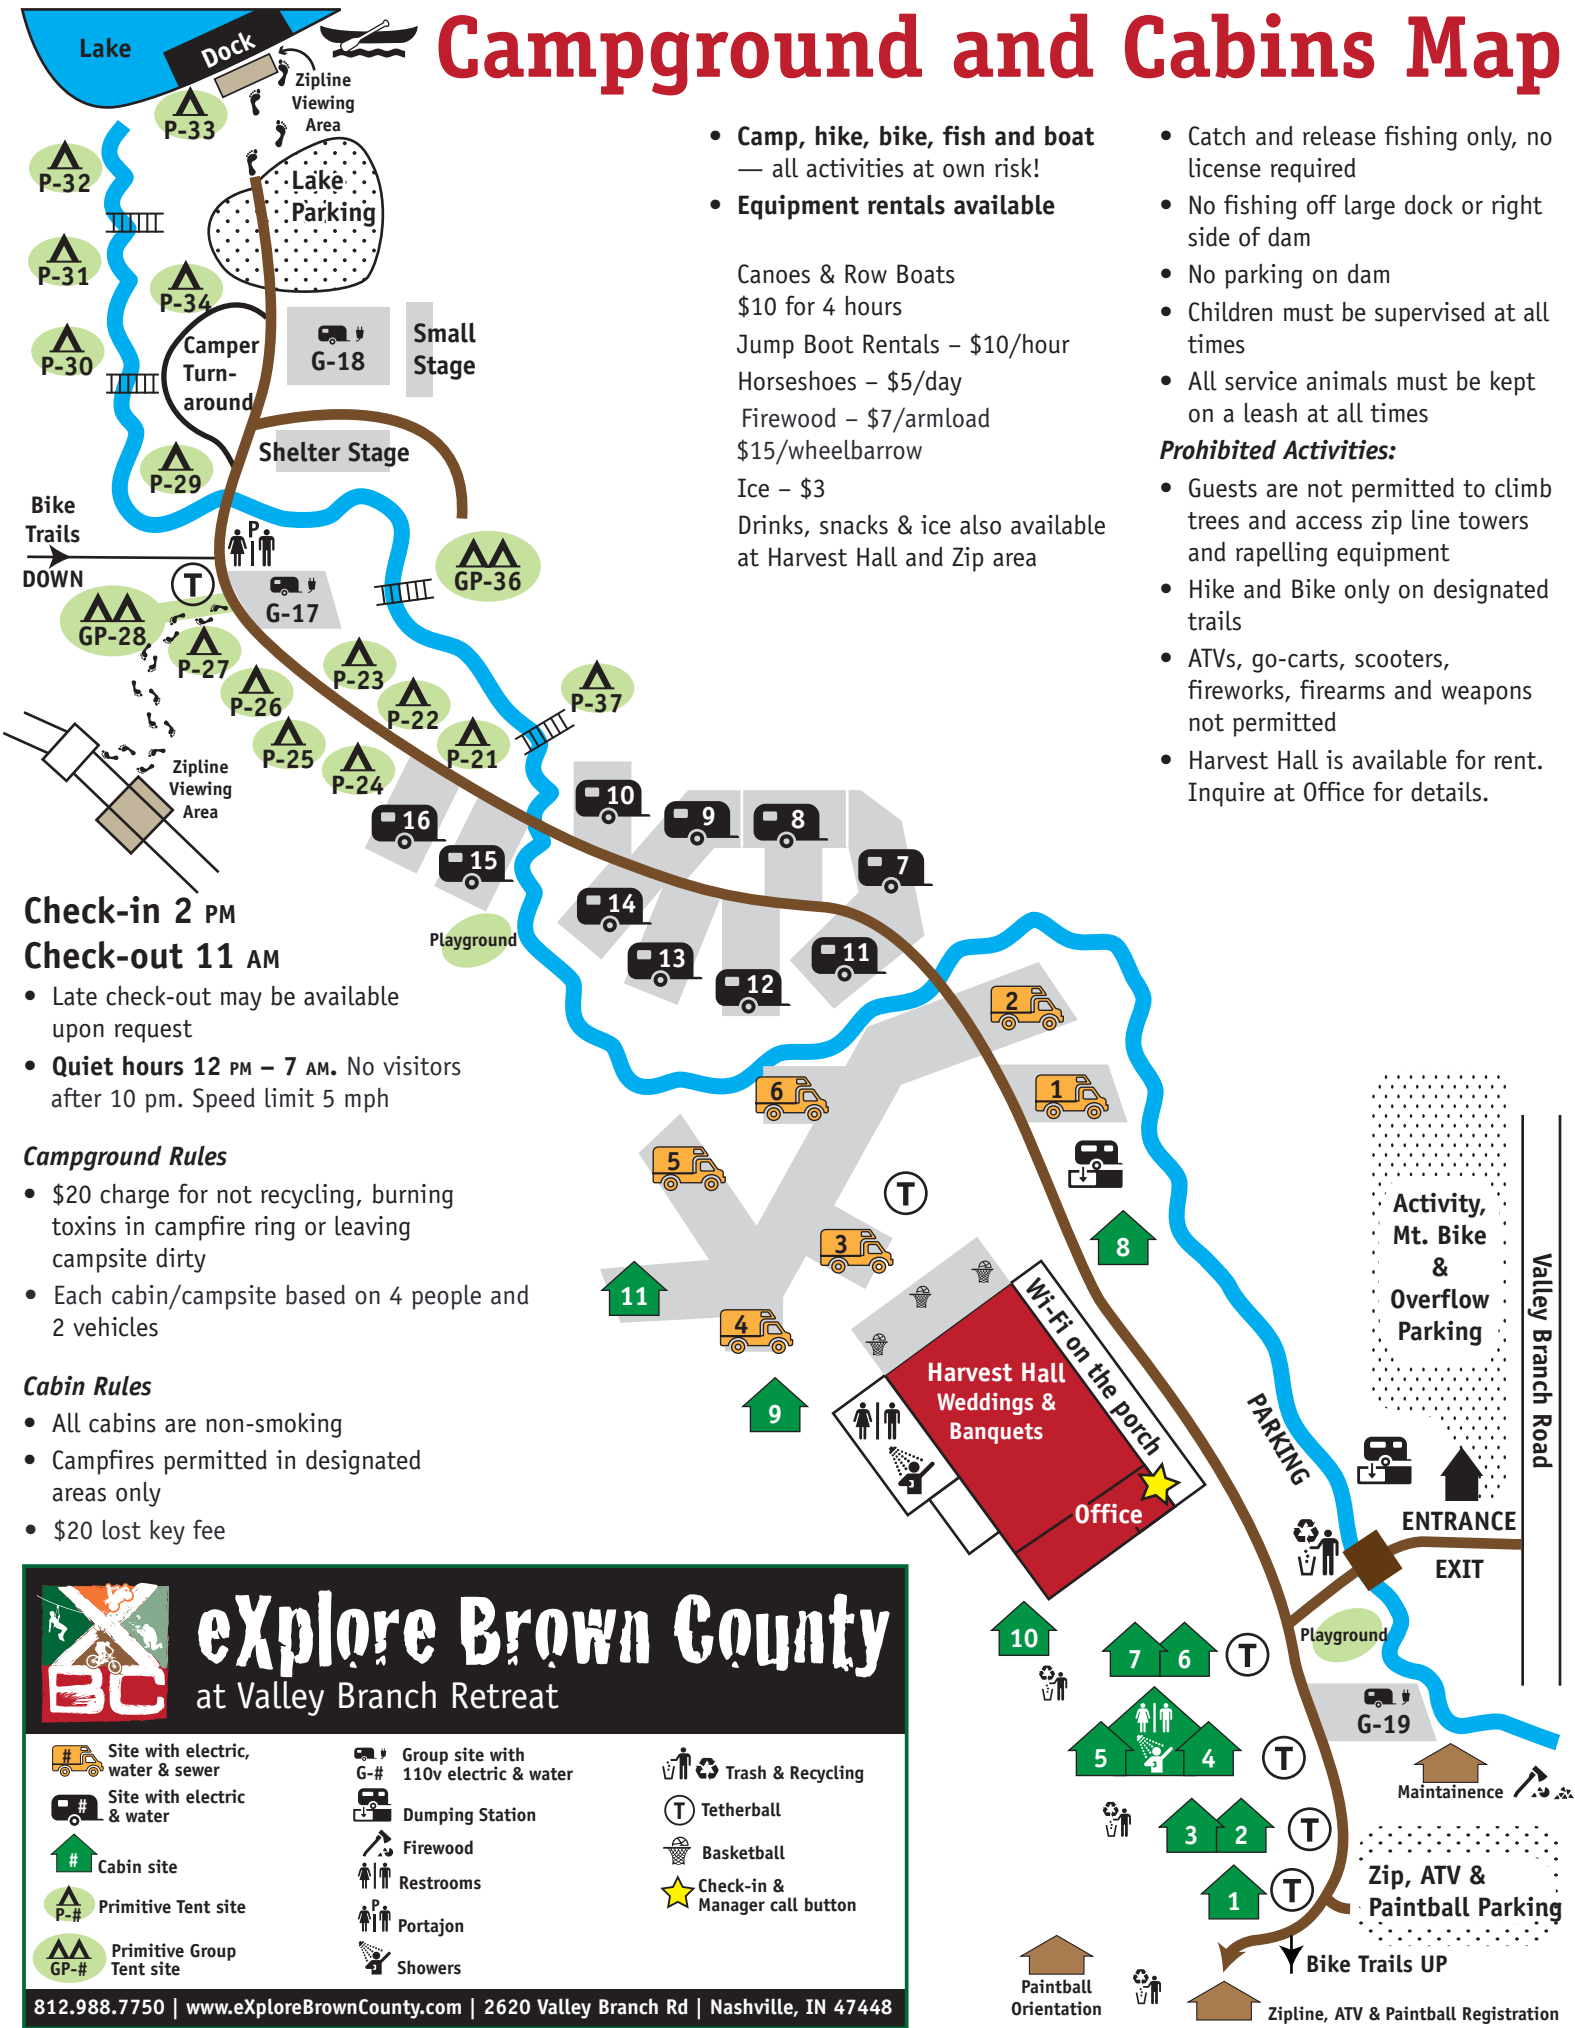 Campground and Cabins Map
Lake
Dock
Zipline
Viewing
Area
P-33
P-32
Lake
Parking
P-31
P-34
P-30
Camper
Turn-
around
G-18
Small
Stage
Shelter Stage
P-29
Bike
Trails
DOWN
P
T
GP-36
G-17
GP-28
P-27
P-23
P-26
P-22
P-37
P-25
P-21
P-24
Zipline
Viewing
Area
• Camp, hike, bike, fish and boat
— all activities at own risk!
• Equipment rentals available
Canoes & Row Boats
$10 for 4 hours
Jump Boot Rentals – $10/hour
Horseshoes – $5/day
Firewood – $7/armload
$15/wheelbarrow
Ice – $3
Drinks, snacks & ice also available
at Harvest Hall and Zip area
• Catch and release fishing only, no
license required
• No fishing off large dock or right
side of dam
• No parking on dam
• Children must be supervised at all
times
• All service animals must be kept
on a leash at all times
Prohibited Activities:
• Guests are not permitted to climb
trees and access zip line towers
and rapelling equipment
• Hike and Bike only on designated
trails
• ATVs, go-carts, scooters,
fireworks, firearms and weapons
not permitted
• Harvest Hall is available for rent.
Inquire at Office for details.
10
9
8
16
15
7
14
13
12
11
Playground
2
1
6
5
3
4
T
8
11
9
Check-in 2 PM
Check-out 11 AM
• Late check-out may be available
upon request
• Quiet hours 12 PM – 7 AM. No visitors
after 10 pm. Speed limit 5 mph
Campground Rules
• $20 charge for not recycling, burning
toxins in campfire ring or leaving
campsite dirty
• Each cabin/campsite based on 4 people and
2 vehicles
Cabin Rules
• All cabins are non-smoking
• Campfires permitted in designated
areas only
• $20 lost key fee
Wi-Fi on the porch
Harvest Hall
Weddings &
Banquets
Office
PARKING
Activity,
Mt. Bike
&
Overflow
Parking
Valley Branch Road
ENTRANCE
EXIT
10
7
6
T
Playground
G-19
5
4
T
Maintainence
3
2
T
1
T
Zip, ATV &
Paintball Parking
Bike Trails UP
Paintball
Orientation
Zipline, ATV & Paintball Registration
XBC
eXplore Brown County
at Valley Branch Retreat
#
Site with electric,
water & sewer
#
Site with electric
& water
#
Cabin site
P-#
Primitive Tent site
GP-#
Primitive Group
Tent site
G-#
Group site with
110v electric & water
Dumping Station
Firewood
Restrooms
P
Portajon
Showers
Trash & Recycling
T
Tetherball
Basketball
Check-in &
Manager call button
812.988.7750 | www.eXploreBrownCounty.com | 2620 Valley Branch Rd | Nashville, IN 47448